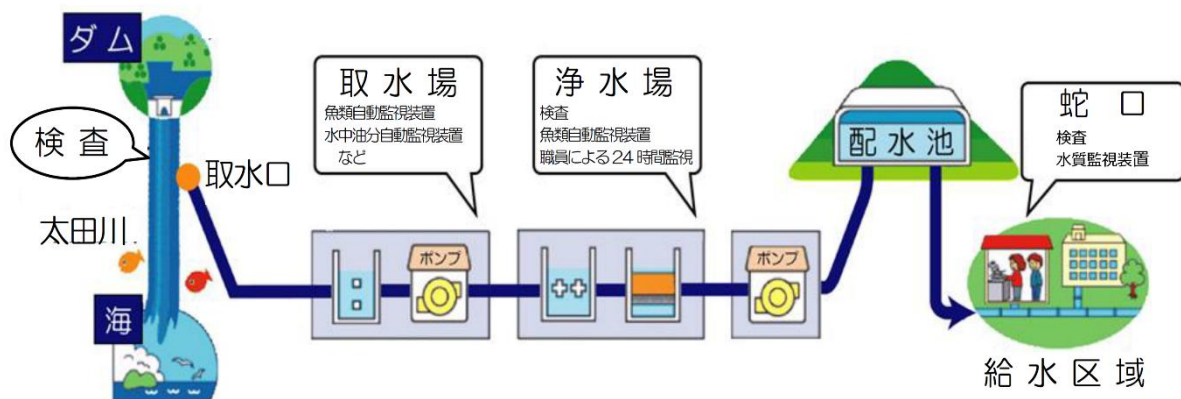 ダム
検査
取水口
太田川
海
取水場
魚類自動監視装置
水中油分自動監視装置
など
ポンプ
浄水場
検査
魚類自動監視装置
職員による24時間監視
ポンプ
配水池
蛇口
検査
水質監視装置
給水区域